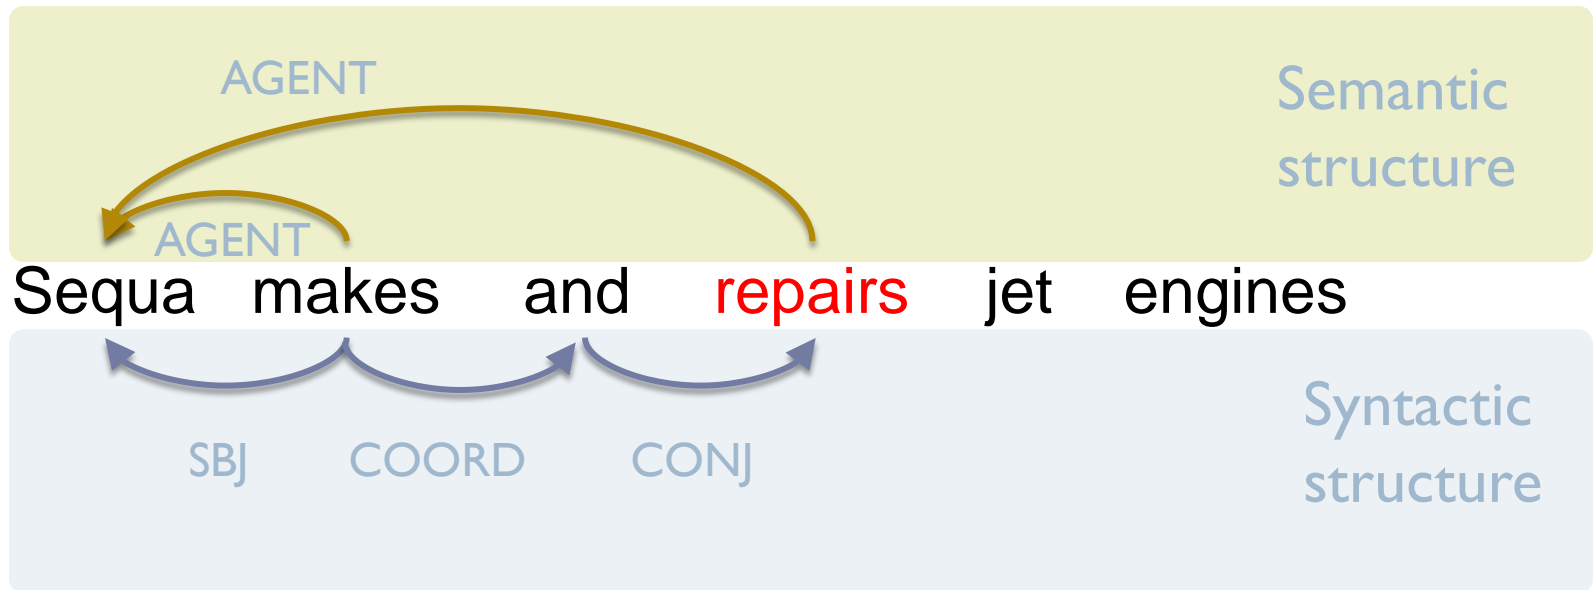 AGENT
Semantic
structure
AGENT
Sequa makes and repairs jet engines
SBJ COORD CONJ
Syntactic
structure